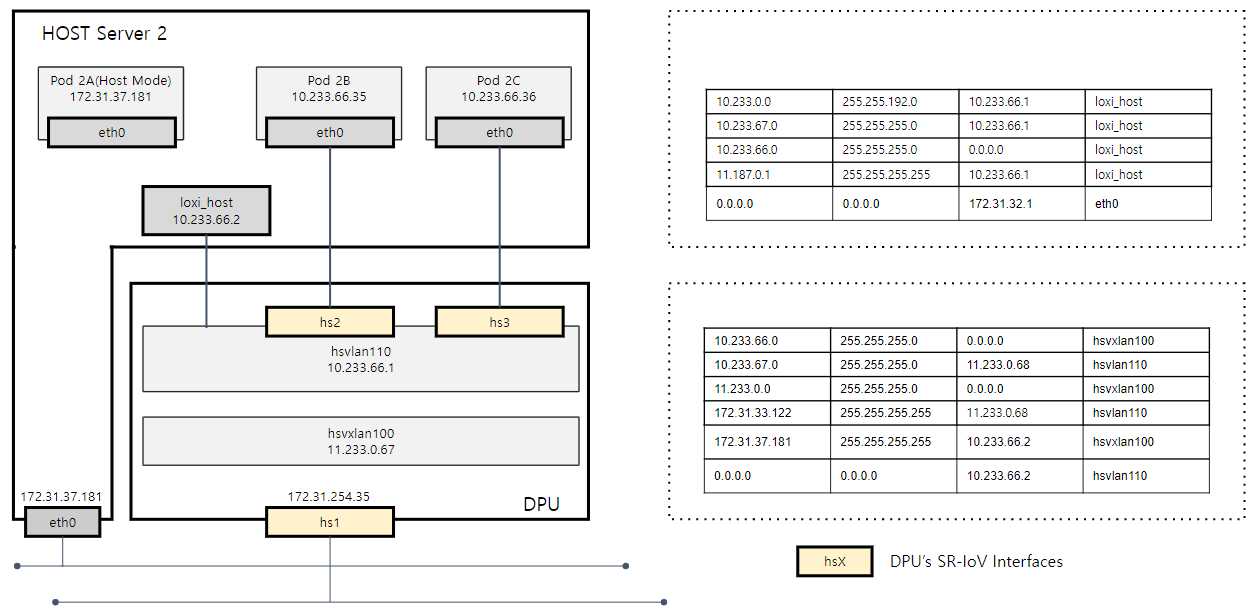 HOST Server 2
Pod 2A(Host Mode)
172.31.37.181
eth0
Pod 2B
10.233.66.35
eth0
Pod 2C
10.233.66.36
eth0
loxi_host
10.233.66.2
hs2
hs3
hsvlan110
10.233.66.1
hsvxlan100
11.233.0.67
172.31.37.181
eth0
172.31.254.35
hs1
DPU
10.233.0.0 255.255.192.0 10.233.66.1 loxi_host
10.233.67.0 255.255.255.0 10.233.66.1 loxi_host
10.233.66.0 255.255.255.0 0.0.0.0 loxi_host
11.187.0.1 255.255.255.255 10.233.66.1 loxi_host
0.0.0.0 0.0.0.0 172.31.32.1 eth0
10.233.66.0 255.255.255.0 0.0.0.0 hsvxlan100
10.233.67.0 255.255.255.0 11.233.0.68 hsvlan110
11.233.0.0 255.255.255.0 0.0.0.0 hsvxlan100
172.31.33.122 255.255.255.255 11.233.0.68 hsvlan110
172.31.37.181 255.255.255.255 10.233.66.2 hsvxlan100
0.0.0.0 0.0.0.0 10.233.66.2 hsvlan110
hsX
DPU's SR-IoV Interfaces